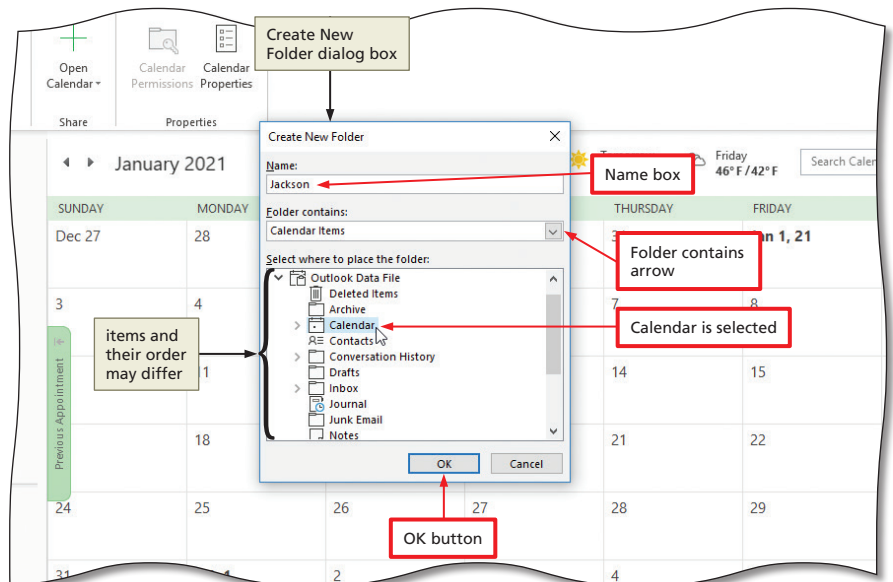 Create New
Folder dialog box
Open
Calendar
Calendar
Permissions
Calendar
Properties
Share
Properties
Create New Folder
Name:
Jackson
Name box
Folder contains:
Calendar Items
Folder contains
arrow
Select where to place the folder:
Outlook Data File
Deleted Items
Archive
Calendar
Calendar is selected
Contacts
Conversation History
Drafts
Inbox
Journal
Junk Email
Notes
items and
their order
may differ
OK
Cancel
OK button
January 2021
Friday
46°F/42°F
SUNDAY
MONDAY
THURSDAY
FRIDAY
Dec 27
28
3
4
7
8
14
15
Previous Appointment
18
21
22
24
25
26
27
28
29
31
2
4